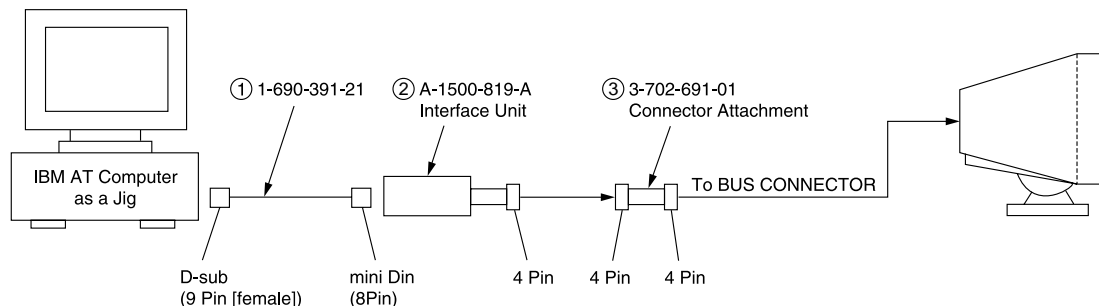 ① 1-690-391-21
② A-1500-819-A
Interface Unit
③ 3-702-691-01
Connector Attachment
IBM AT Computer
as a Jig
To BUS CONNECTOR
D-sub
(9 Pin [female])
mini Din
(8Pin)
4 Pin
4 Pin
4 Pin